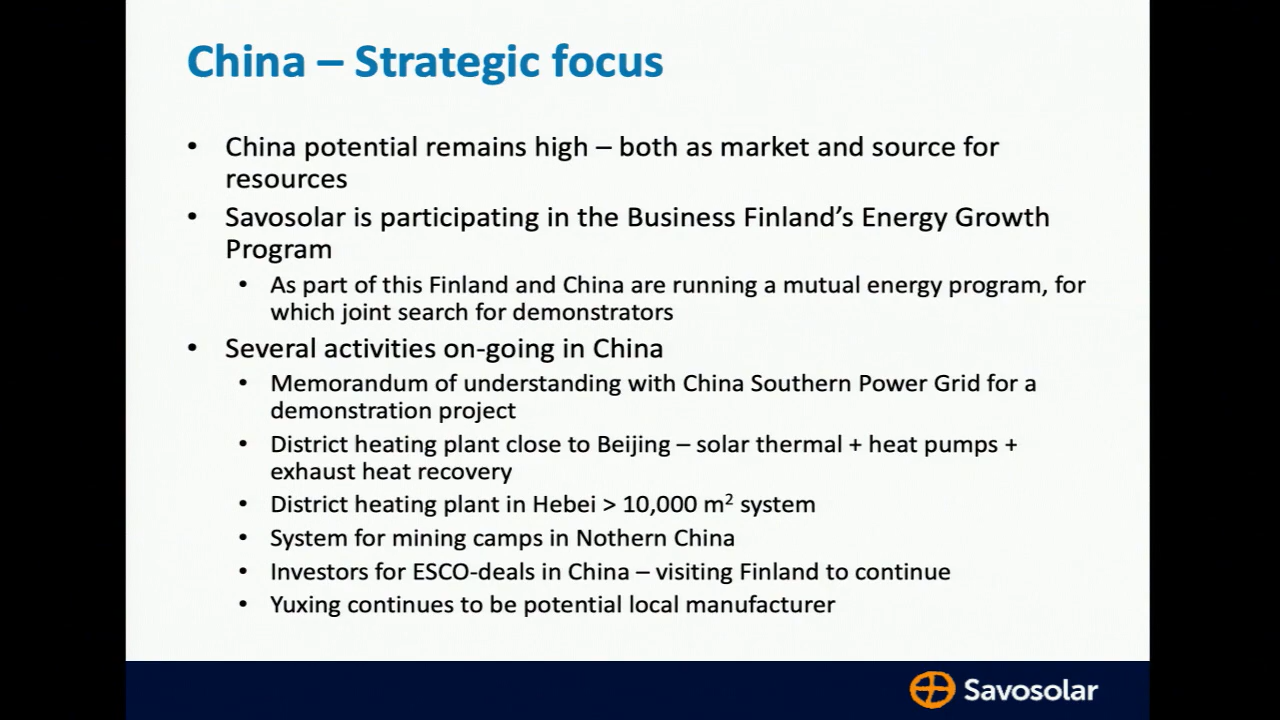 China – Strategic focus
• China potential remains high – both as market and source for
resources
• Savosolar is participating in the Business Finland’s Energy Growth
Program
• As part of this Finland and China are running a mutual energy program, for
which joint search for demonstrators
• Several activities on-going in China
• Memorandum of understanding with China Southern Power Grid for a
demonstration project
• District heating plant close to Beijing – solar thermal + heat pumps +
exhaust heat recovery
• District heating plant in Hebei > 10,000 m² system
• System for mining camps in Nothern China
• Investors for ESCO-deals in China – visiting Finland to continue
• Yuxing continues to be potential local manufacturer
Savosolar